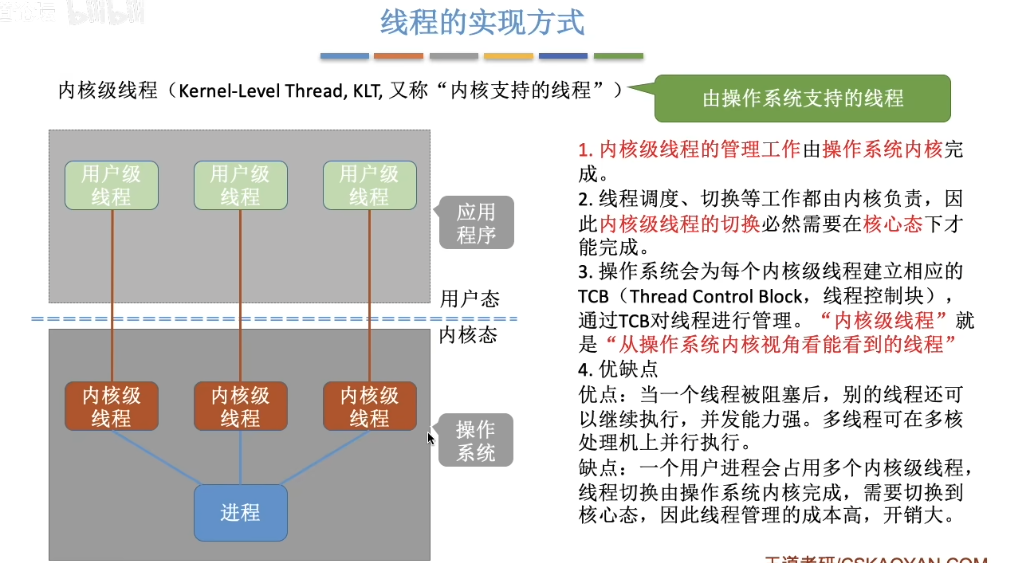 bilibili
线程的实现方式
内核级线程（Kernel-Level Thread, KLT, 又称“内核支持的线程”）
由操作系统支持的线程
用户级
线程
用户级
线程
用户级
线程
应用
程序
用户态
内核态
内核级
线程
内核级
线程
内核级
线程
操作
系统
进程
1. 内核级线程的管理工作由操作系统内核完
成。
2. 线程调度、切换等工作都由内核负责，因
此内核级线程的切换必然需要在核心态下才
能完成。
3. 操作系统会为每个内核级线程建立相应的
TCB（Thread Control Block，线程控制块），
通过TCB对线程进行管理。“内核级线程”就
是“从操作系统内核视角看能看到的线程”
4. 优缺点
优点：当一个线程被阻塞后，别的线程还可
以继续执行，并发能力强。多线程可在多核
处理机上并行执行。
缺点：一个用户进程会占用多个内核级线程，
线程切换由操作系统内核完成，需要切换到
核心态，因此线程管理的成本高，开销大。
王道考研/CSKAOYAN.COM